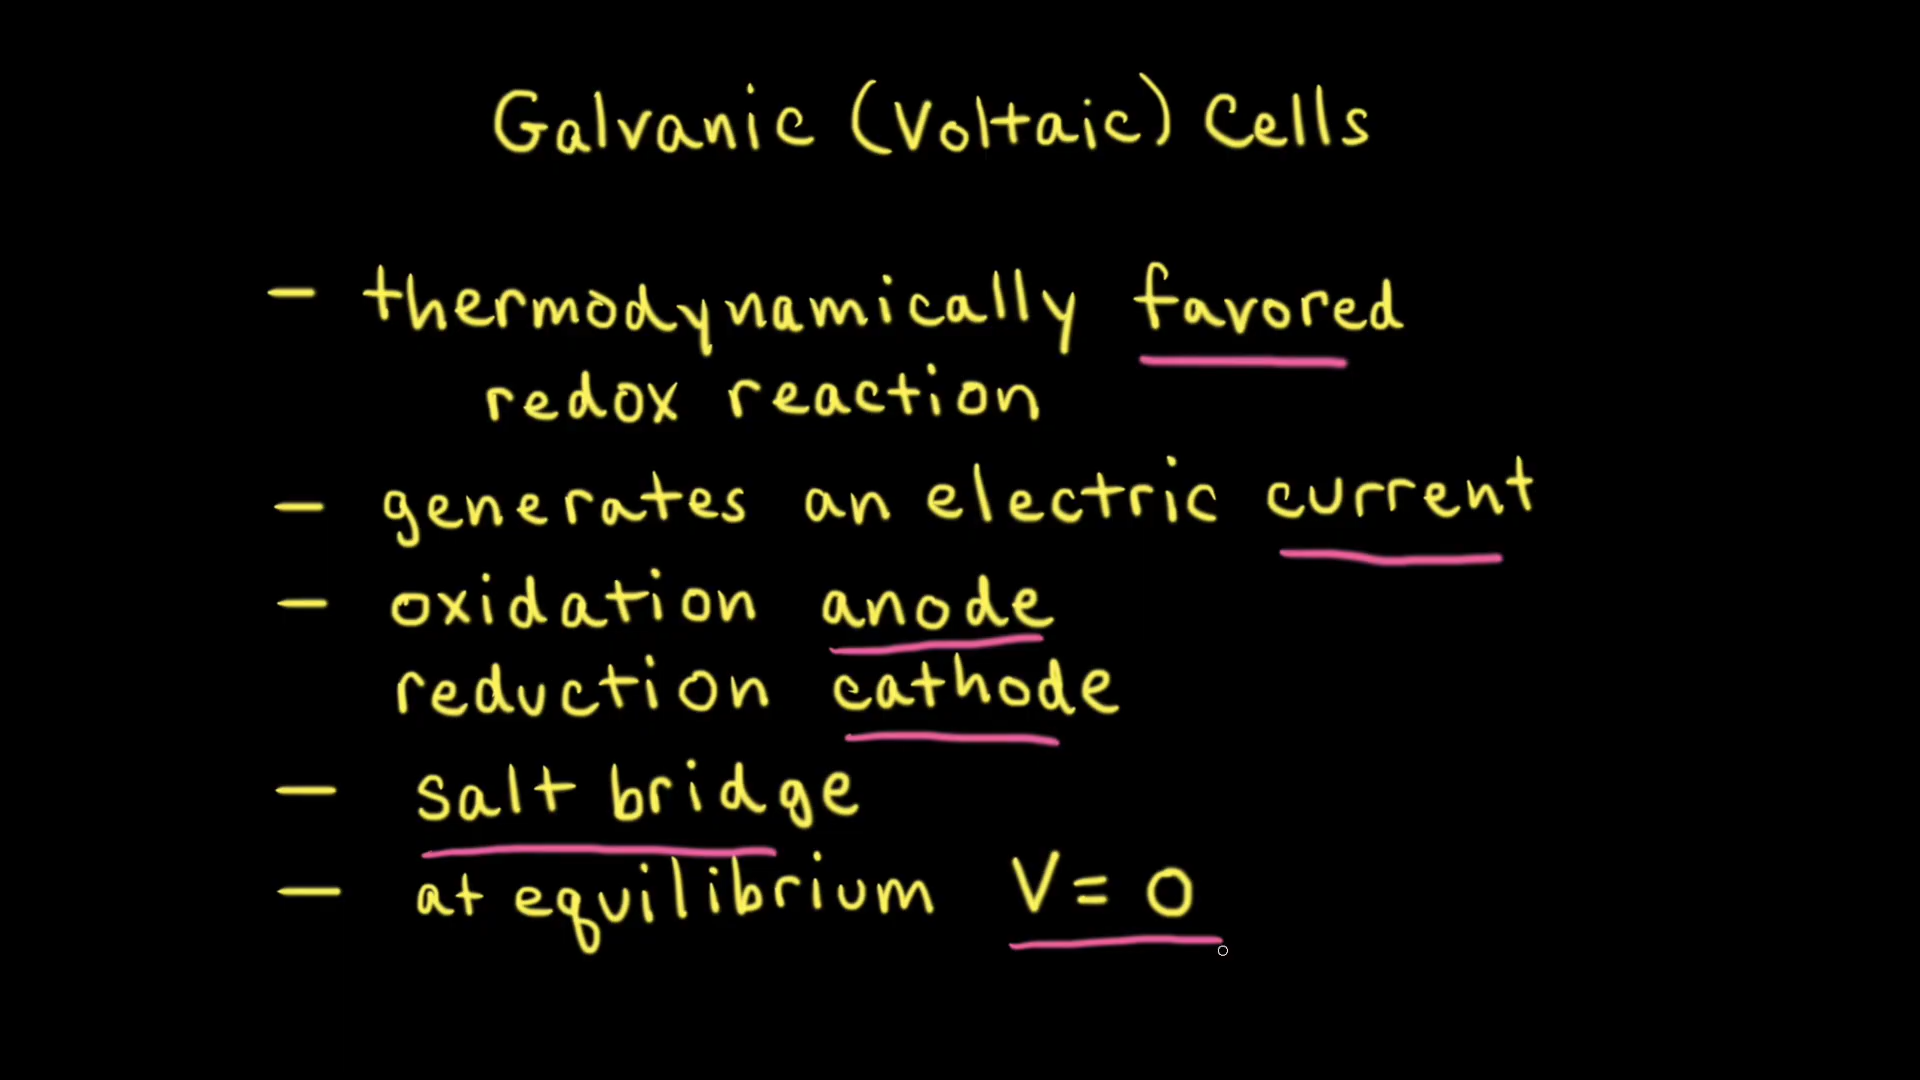 Galvanic (Voltaic) Cells
- thermodynamically favored
redox reaction
- generates an electric current
- oxidation anode
reduction cathode
- salt bridge
- at equilibrium V = 0